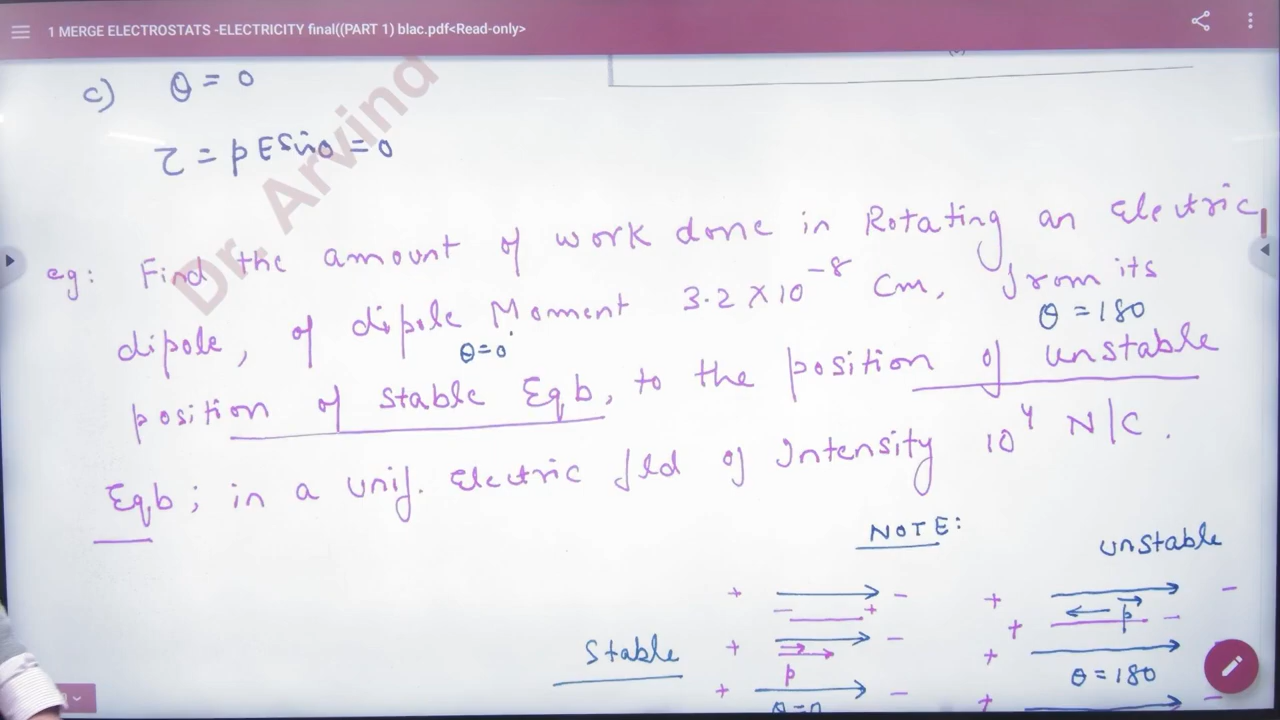 1 MERGE ELECTROSTATS -ELECTRICITY final((PART 1) blac.pdf<Read-only>
c) θ = 0
τ = pE sin0 = 0
Dr. Arvind
eg: Find the amount of work done in Rotating an Electric
dipole, of dipole Moment 3.2 × 10⁻⁸ Cm, from its
θ=0° θ = 180
position of stable Eqb, to the position of unstable
Eqb; in a unif. Electric fld of Intensity 10⁴ N/C.
NOTE:
unstable
+ − + −
− + p
+ − + −
Stable + − +
p θ = 180
+ − + −
θ=0